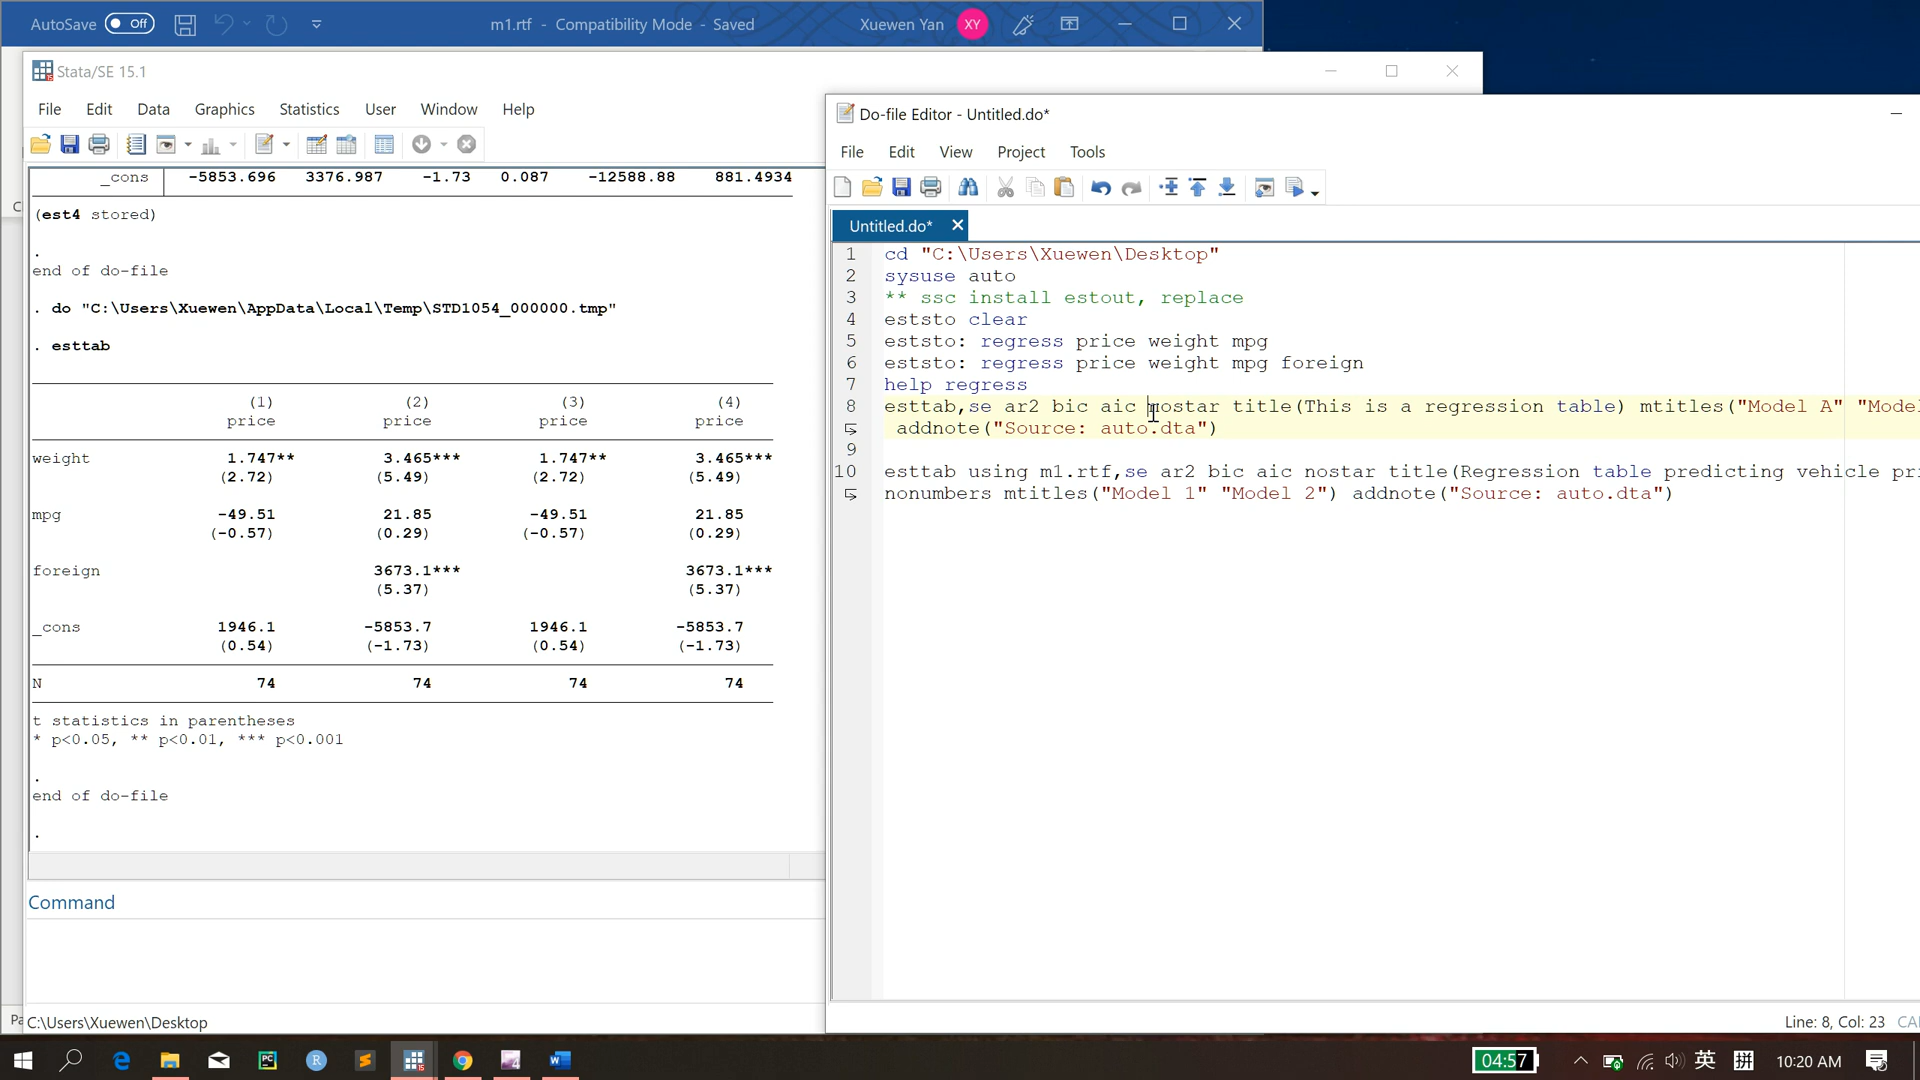 AutoSave Off m1.rtf - Compatibility Mode - Saved Xuewen Yan XY
Stata/SE 15.1
File Edit Data Graphics Statistics User Window Help
_cons -5853.696 3376.987 -1.73 0.087 -12588.88 881.4934
(est4 stored)
.
end of do-file
. do "C:\Users\Xuewen\AppData\Local\Temp\STD1054_000000.tmp"
. esttab
(1) (2) (3) (4)
price price price price
weight 1.747** 3.465*** 1.747** 3.465***
(2.72) (5.49) (2.72) (5.49)
mpg -49.51 21.85 -49.51 21.85
(-0.57) (0.29) (-0.57) (0.29)
foreign 3673.1*** 3673.1***
(5.37) (5.37)
_cons 1946.1 -5853.7 1946.1 -5853.7
(0.54) (-1.73) (0.54) (-1.73)
N 74 74 74 74
t statistics in parentheses
* p<0.05, ** p<0.01, *** p<0.001
.
end of do-file
.
Command
C:\Users\Xuewen\Desktop
Do-file Editor - Untitled.do*
File Edit View Project Tools
Untitled.do*
1 cd "C:\Users\Xuewen\Desktop"
2 sysuse auto
3 ** ssc install estout, replace
4 eststo clear
5 eststo: regress price weight mpg
6 eststo: regress price weight mpg foreign
7 help regress
8 esttab,se ar2 bic aic nostar title(This is a regression table) mtitles("Model A" "Mode
addnote("Source: auto.dta")
9
10 esttab using m1.rtf,se ar2 bic aic nostar title(Regression table predicting vehicle pri
nonumbers mtitles("Model 1" "Model 2") addnote("Source: auto.dta")
Line: 8, Col: 23 CA
04:57 英 拼 10:20 AM